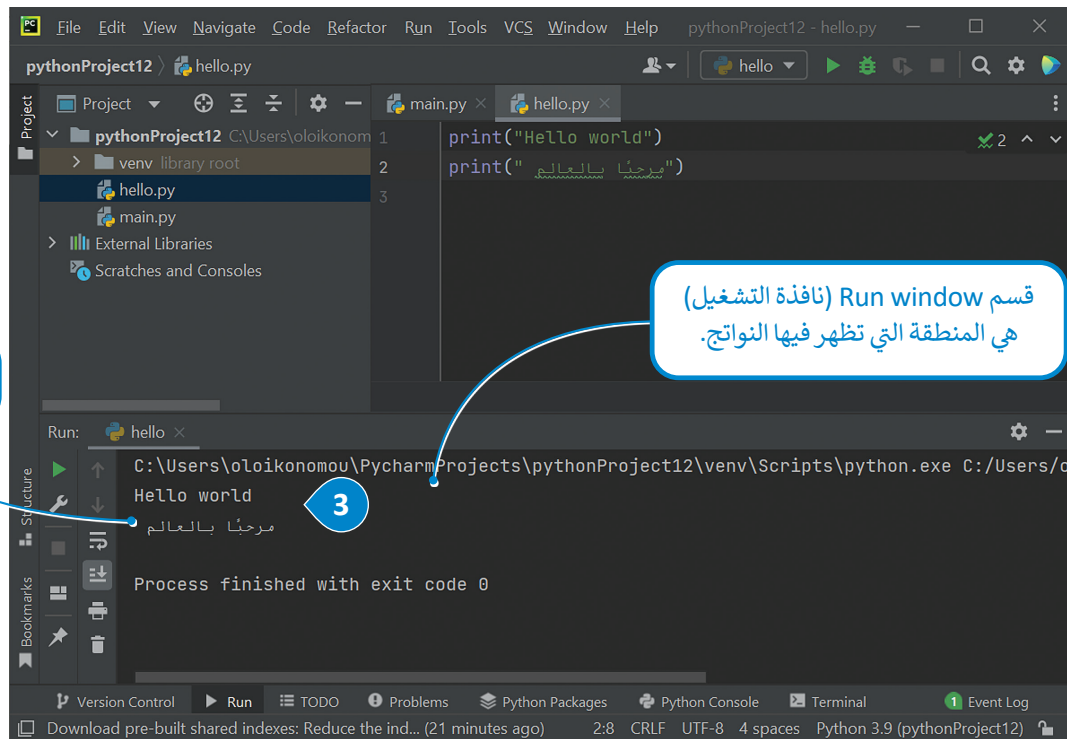 PC File Edit View Navigate Code Refactor Run Tools VCS Window Help pythonProject12 - hello.py
pythonProject12 hello.py hello
Project
Project main.py hello.py
pythonProject12 C:\Users\oloikonom
venv library root
hello.py
main.py
External Libraries
Scratches and Consoles
1 print("Hello world")
2 print(" مرحبًا بالعالم")
3
2
قسم Run window (نافذة التشغيل)
هي المنطقة التي تظهر فيها النواتج.
Run: hello
C:\Users\oloikonomou\PycharmProjects\pythonProject12\venv\Scripts\python.exe C:/Users/o
Hello world
3
مرحبًا بالعالم
Process finished with exit code 0
Structure
Bookmarks
Version Control Run TODO Problems Python Packages Python Console Terminal 1 Event Log
Download pre-built shared indexes: Reduce the ind... (21 minutes ago) 2:8 CRLF UTF-8 4 spaces Python 3.9 (pythonProject12)